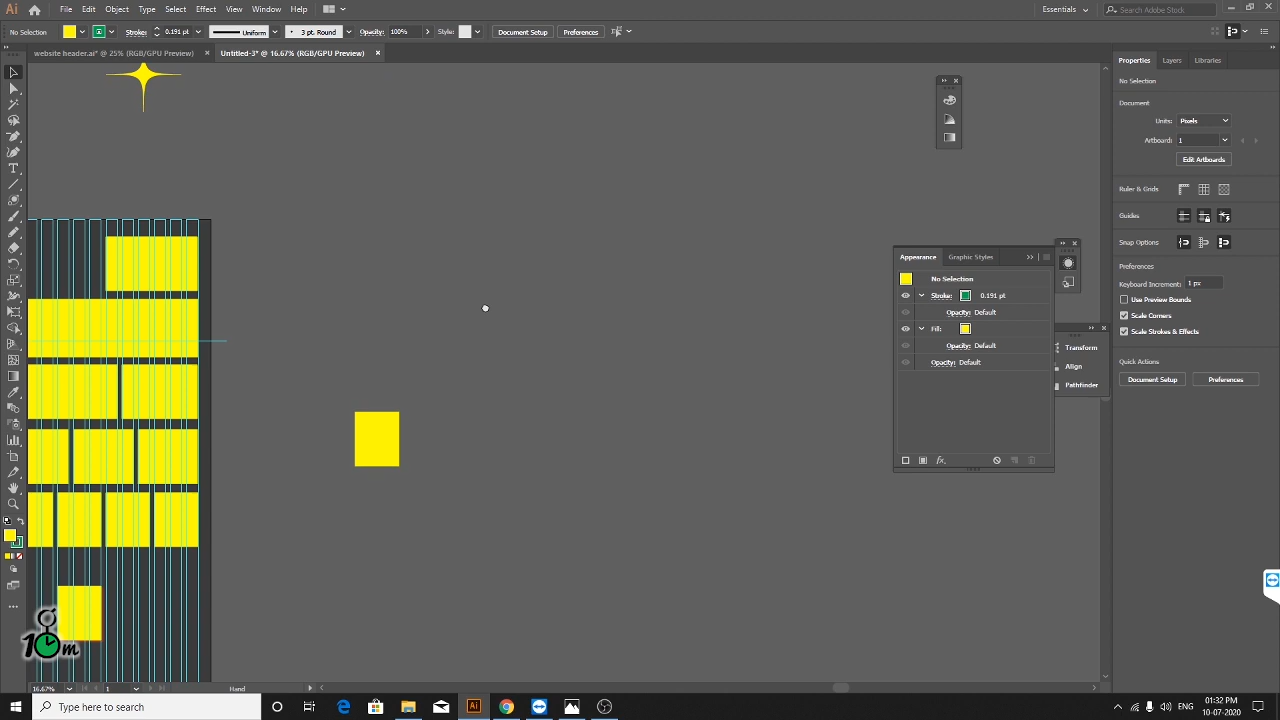 Ai
File
Edit
Object
Type
Select
Effect
View
Window
Help
Essentials
Search Adobe Stock
No Selection
Stroke:
0.191 pt
Uniform
3 pt. Round
Opacity:
100%
Style:
Document Setup
Preferences
website header.ai* @ 25% (RGB/GPU Preview)
Untitled-3* @ 16.67% (RGB/GPU Preview)
Properties
Layers
Libraries
No Selection
Document
Units:
Pixels
Artboard:
1
Edit Artboards
Ruler & Grids
Guides
Snap Options
Preferences
Keyboard Increment:
1 px
Use Preview Bounds
Scale Corners
Scale Strokes & Effects
Quick Actions
Document Setup
Preferences
Appearance
Graphic Styles
No Selection
Stroke:
0.191 pt
Opacity: Default
Fill:
Opacity: Default
Opacity: Default
fx.
Transform
Align
Pathfinder
10m
16.67%
1
Hand
Type here to search
Ai
ENG
01:32 PM
10-07-2020